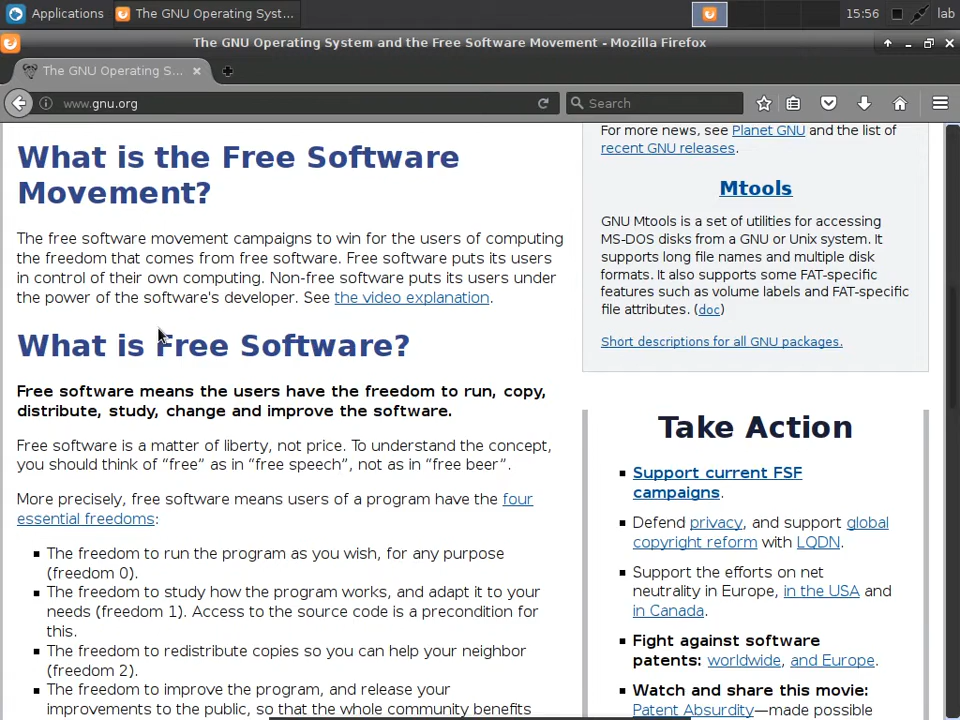 Applications
The GNU Operating Syst...
15:56
lab
The GNU Operating System and the Free Software Movement - Mozilla Firefox
The GNU Operating S...
www.gnu.org
Search
What is the Free Software
Movement?
The free software movement campaigns to win for the users of computing
the freedom that comes from free software. Free software puts its users
in control of their own computing. Non-free software puts its users under
the power of the software's developer. See the video explanation.
What is Free Software?
Free software means the users have the freedom to run, copy,
distribute, study, change and improve the software.
Free software is a matter of liberty, not price. To understand the concept,
you should think of “free” as in “free speech”, not as in “free beer”.
More precisely, free software means users of a program have the four
essential freedoms:
The freedom to run the program as you wish, for any purpose
(freedom 0).
The freedom to study how the program works, and adapt it to your
needs (freedom 1). Access to the source code is a precondition for
this.
The freedom to redistribute copies so you can help your neighbor
(freedom 2).
The freedom to improve the program, and release your
improvements to the public, so that the whole community benefits
For more news, see Planet GNU and the list of
recent GNU releases.
Mtools
GNU Mtools is a set of utilities for accessing
MS-DOS disks from a GNU or Unix system. It
supports long file names and multiple disk
formats. It also supports some FAT-specific
features such as volume labels and FAT-specific
file attributes. (doc)
Short descriptions for all GNU packages.
Take Action
Support current FSF
campaigns.
Defend privacy, and support global
copyright reform with LQDN.
Support the efforts on net
neutrality in Europe, in the USA and
in Canada.
Fight against software
patents: worldwide, and Europe.
Watch and share this movie:
Patent Absurdity—made possible